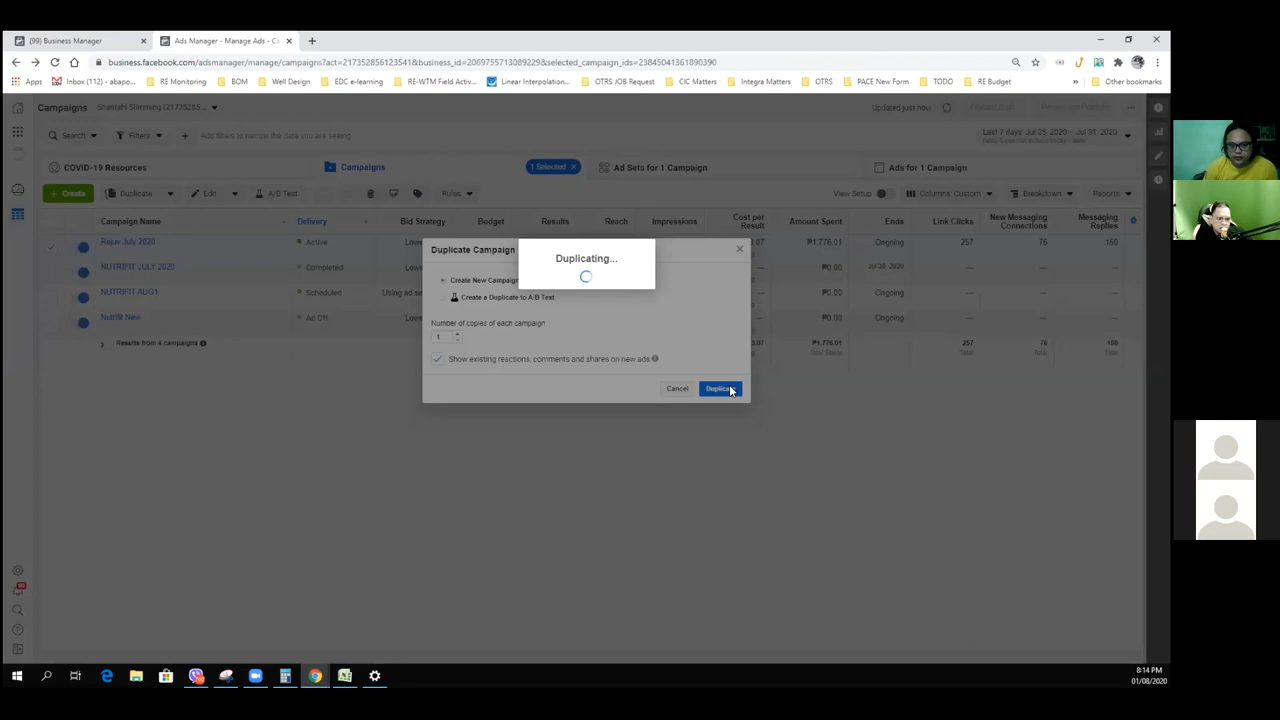 (99) Business Manager
Ads Manager - Manage Ads - Ca
business.facebook.com/adsmanager/manage/campaigns?act=217352856123541&business_id=2069755713089229&selected_campaign_ids=23845041361890390
Apps
Inbox (112) - abapo...
RE Monitoring
BOM
Well Design
EDC e-learning
RE-WTM Field Activ...
Linear Interpolation...
OTRS JOB Request
CIC Matters
Integra Matters
OTRS
PACE New Form
TODO
RE Budget
»
Other bookmarks
Campaigns
Updated just now
Search
Filters
Add filters to narrow the data you are seeing
Last 7 days: Jul 25, 2020 – Jul 31, 2020
COVID-19 Resources
Campaigns
1 Selected
Ad Sets for 1 Campaign
Ads for 1 Campaign
+ Create
Duplicate
Edit
A/B Test
Rules
View Setup
Columns: Custom
Breakdown
Reports
Campaign Name
Delivery
Bid Strategy
Budget
Results
Reach
Impressions
Cost per Result
Amount Spent
Ends
Link Clicks
New Messaging Connections
Messaging Replies
Rejuv July 2020
Active
Lowe
₱1,776.01
Ongoing
257
76
150
NUTRIFIT JULY 2020
Completed
Lowe
₱0.00
Jul 30, 2020
NUTRIFIT AUG1
Scheduled
Using ad se
₱0.00
Ongoing
Nutrifit New
Ad Off
Lowe
₱0.00
Ongoing
Results from 4 campaigns
₱1,776.01
Total Spent
257
Total
76
Total
150
Total
Duplicate Campaign
Create New Campaign
Create a Duplicate to A/B Test
Number of copies of each campaign
1
Show existing reactions, comments and shares on new ads
Cancel
Duplicate
Duplicating...
8:14 PM
01/08/2020